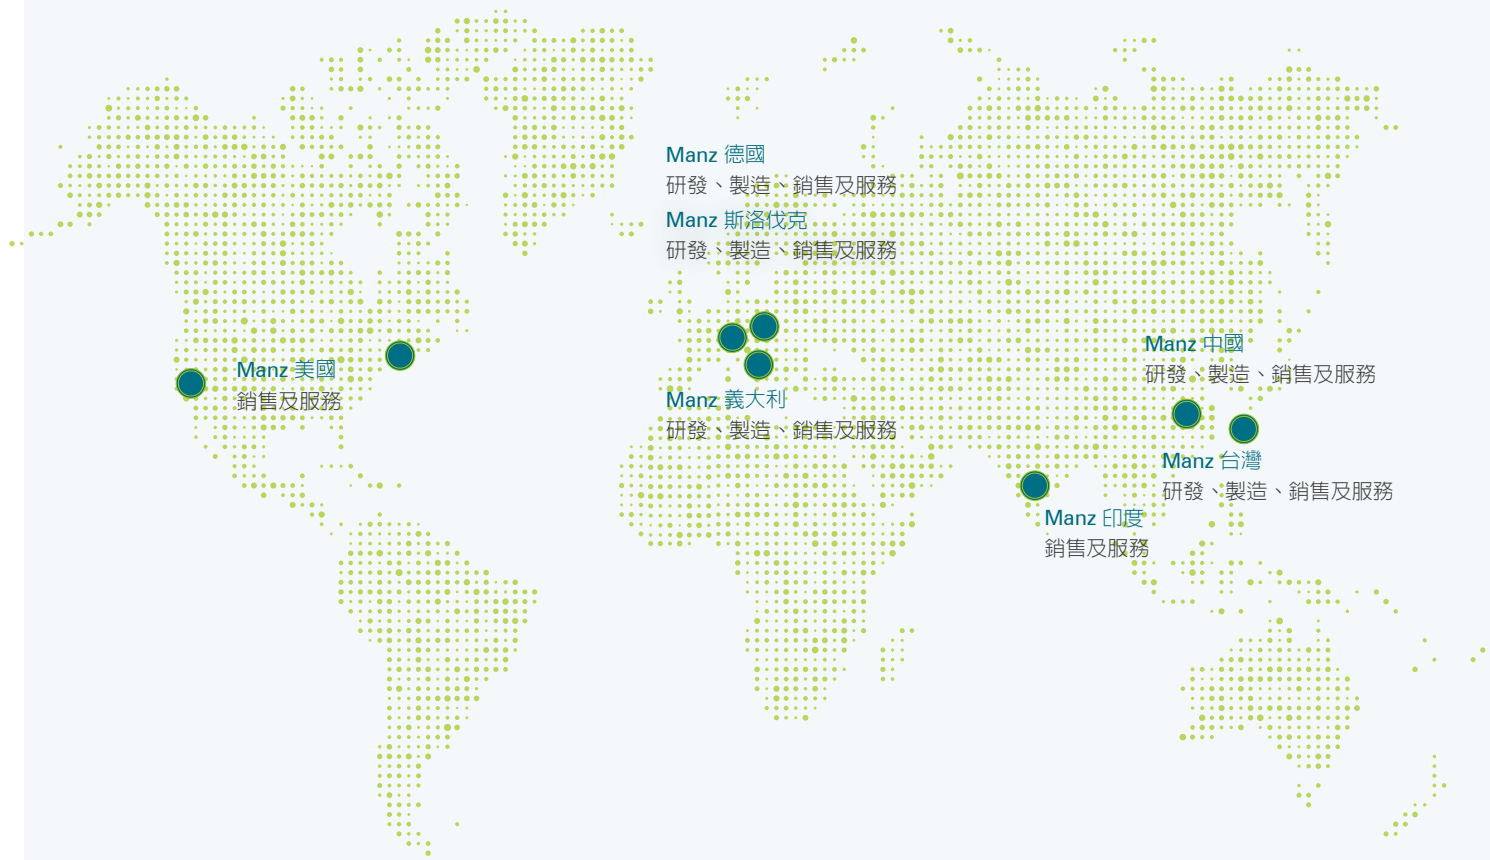 Manz 德國
研發、製造、銷售及服務
Manz 斯洛伐克
研發、製造、銷售及服務
Manz 美國
銷售及服務
Manz 義大利
研發、製造、銷售及服務
Manz 中國
研發、製造、銷售及服務
Manz 台灣
研發、製造、銷售及服務
Manz 印度
銷售及服務